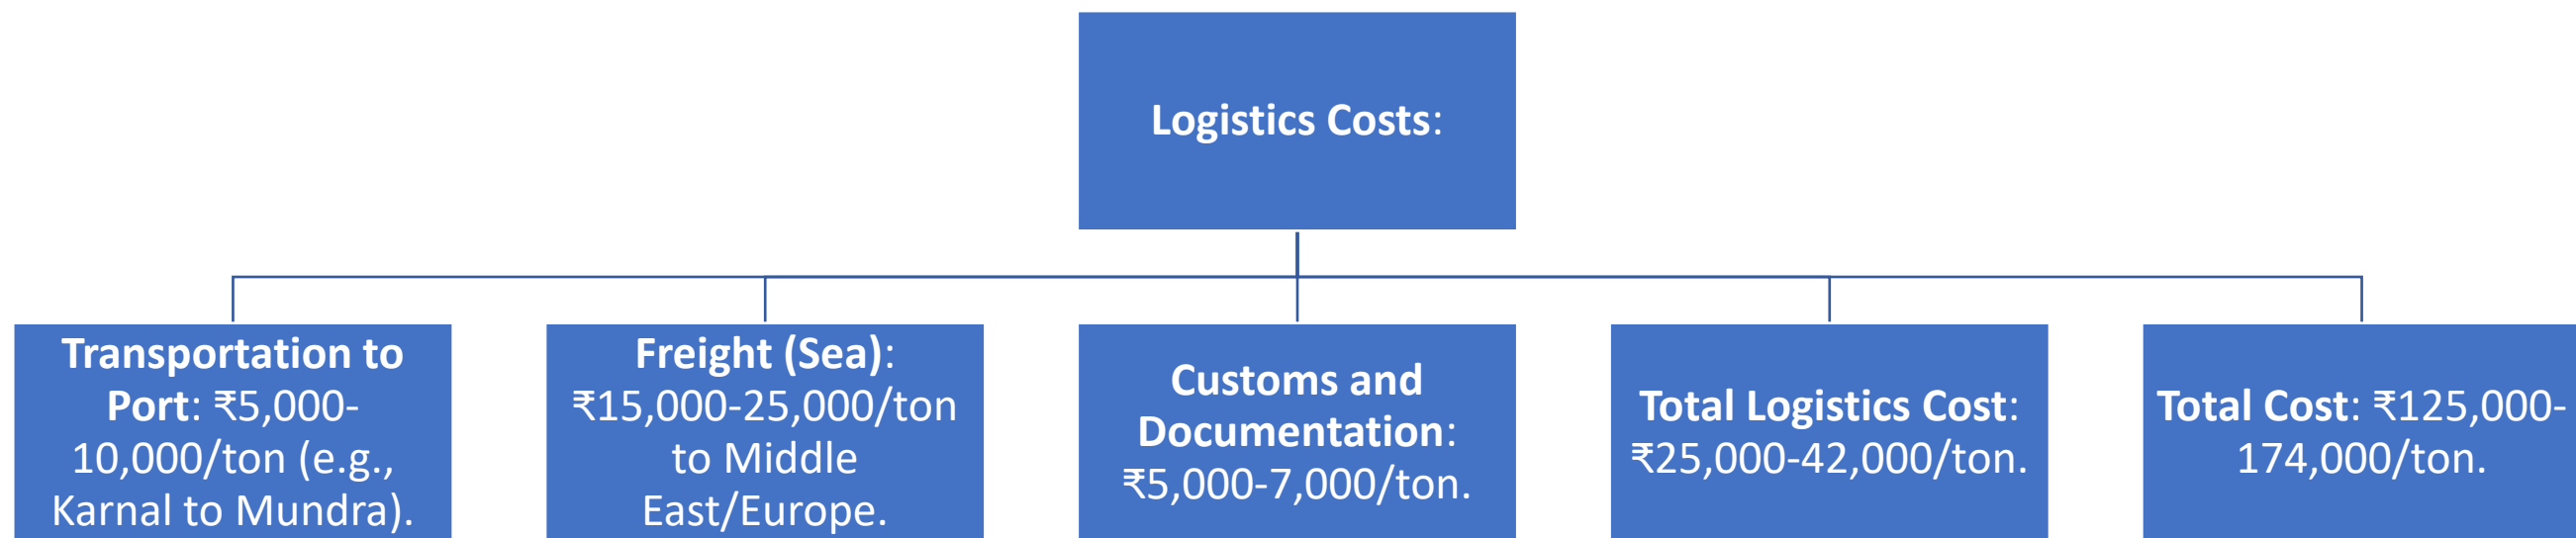 Logistics Costs:
Transportation to
Port: ₹5,000-
10,000/ton (e.g.,
Karnal to Mundra).
Freight (Sea):
₹15,000-25,000/ton
to Middle
East/Europe.
Customs and
Documentation:
₹5,000-7,000/ton.
Total Logistics Cost:
₹25,000-42,000/ton.
Total Cost: ₹125,000-
174,000/ton.